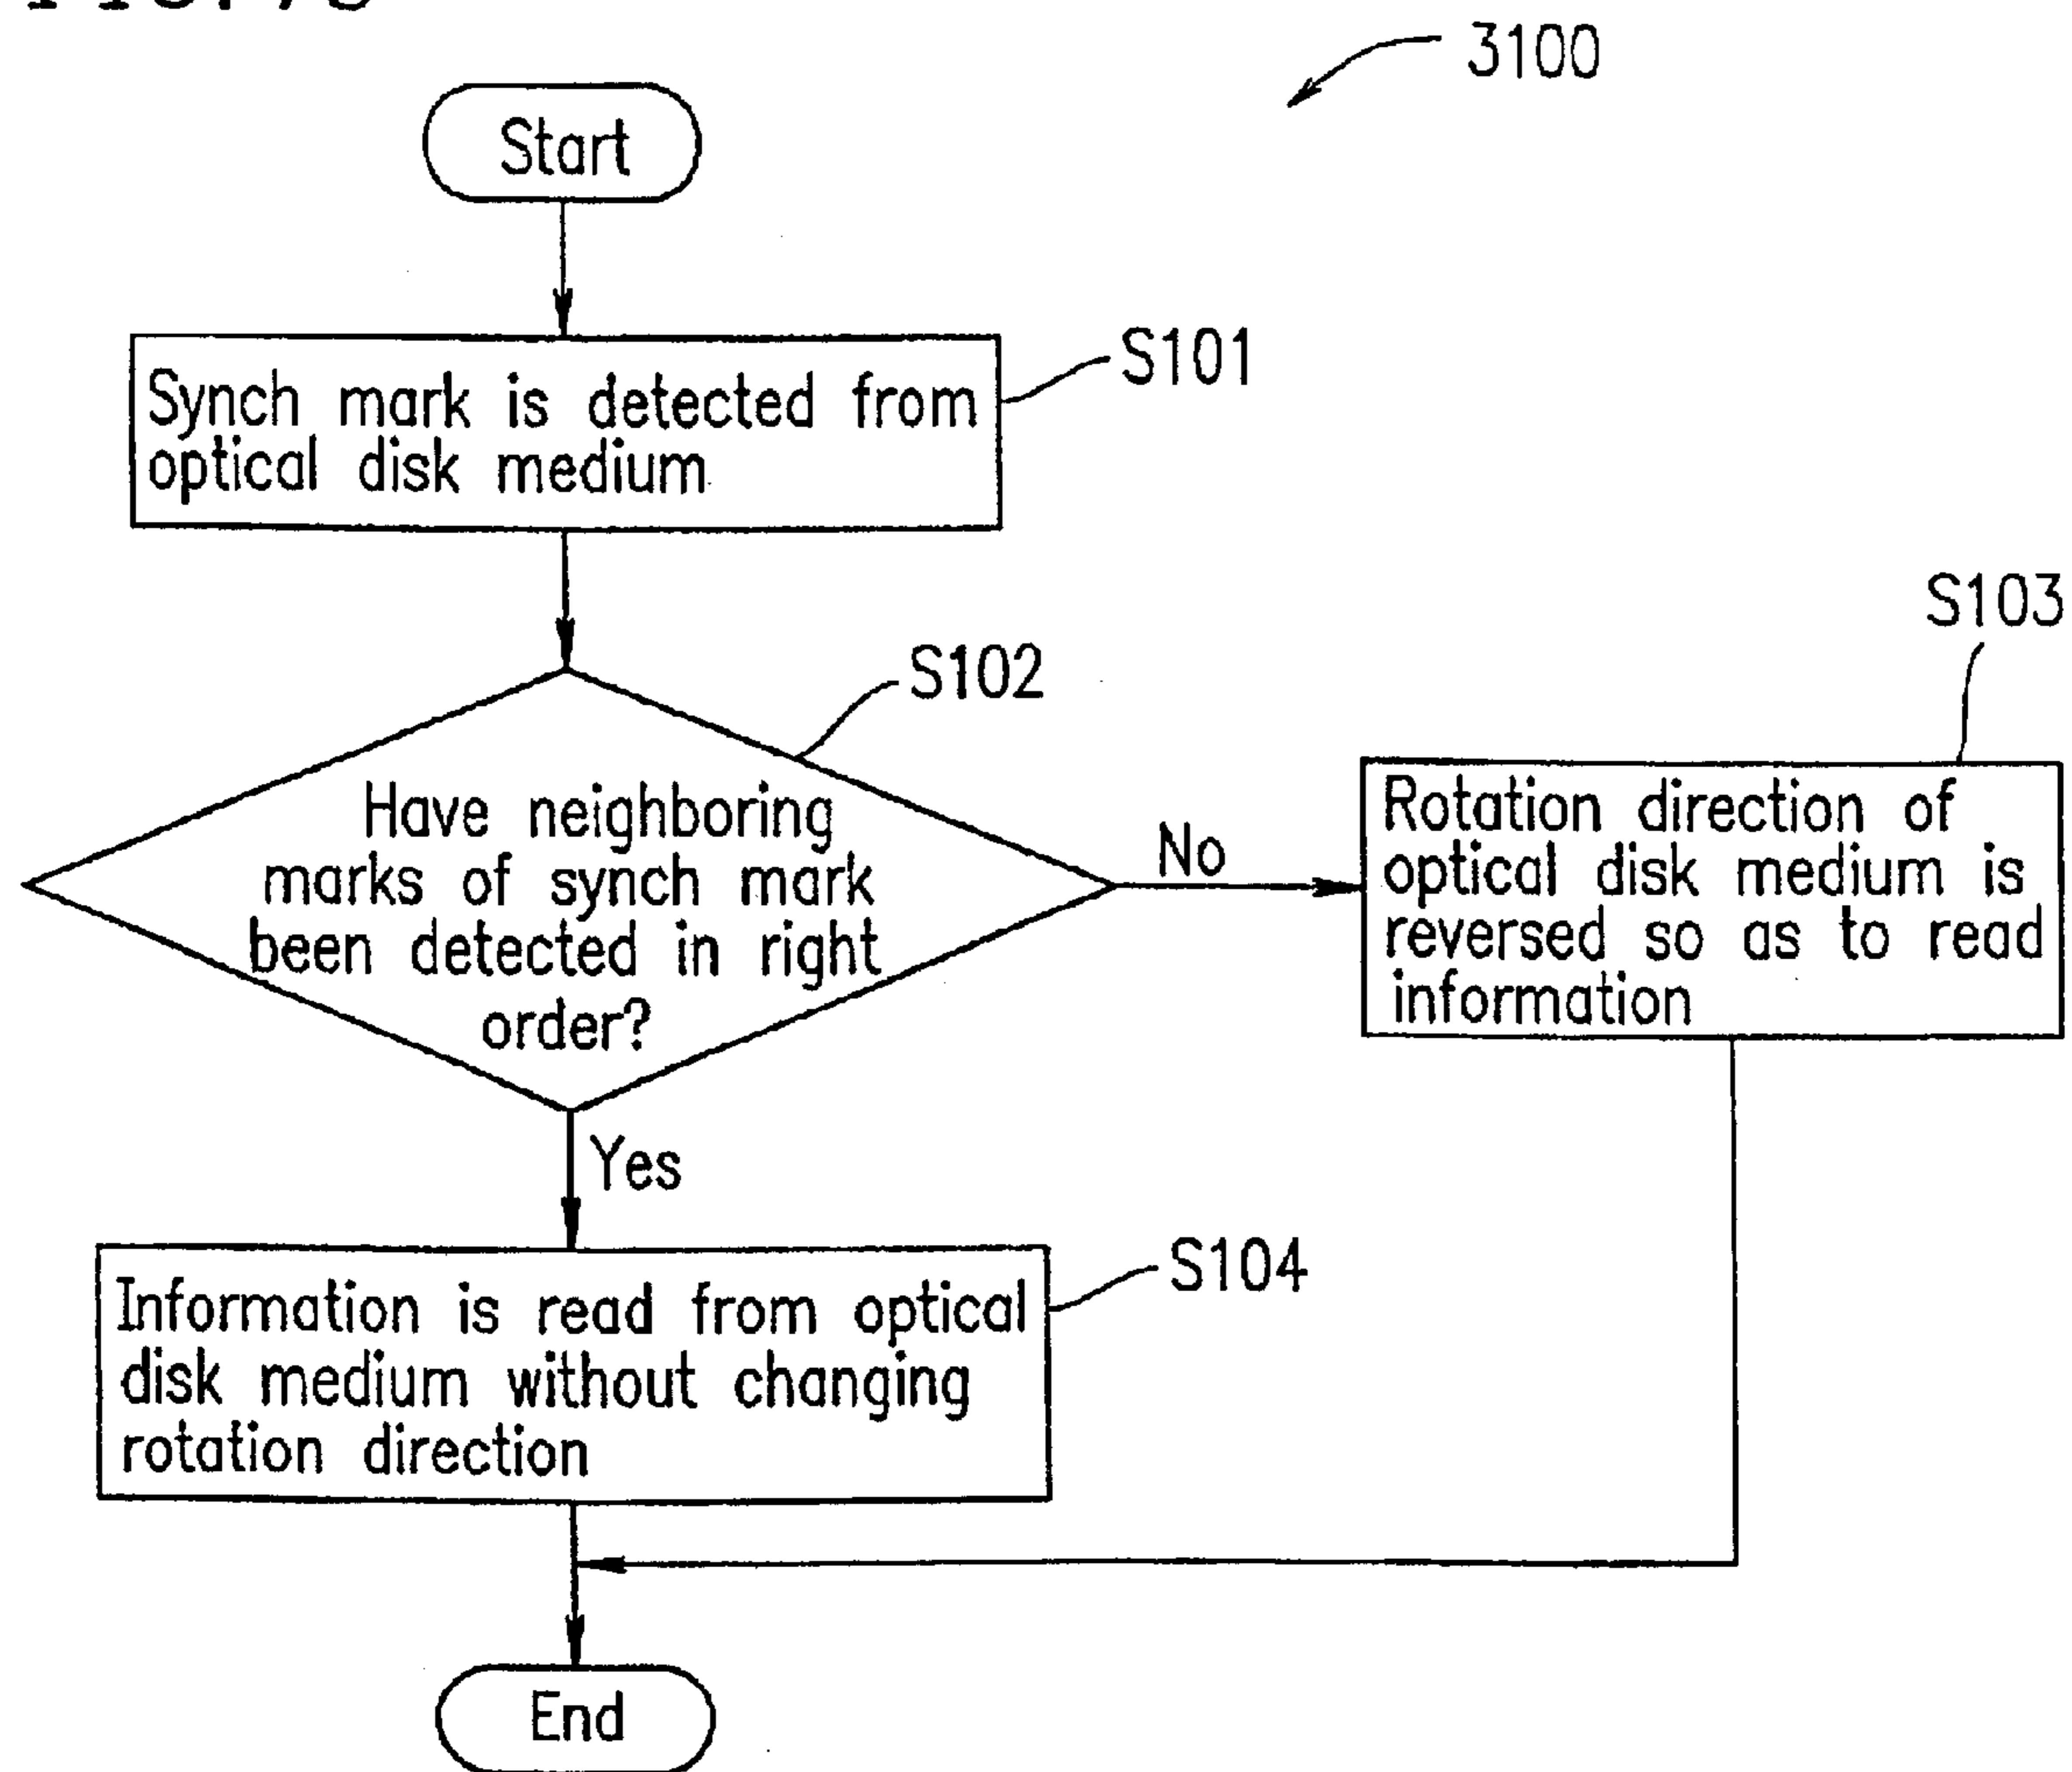 3100
Start
S101
Synch mark is detected from
optical disk medium
S102
Have neighboring
marks of synch mark
been detected in right
order?
No
S103
Rotation direction of
optical disk medium is
reversed so as to read
information
Yes
S104
Information is read from optical
disk medium without changing
rotation direction
End